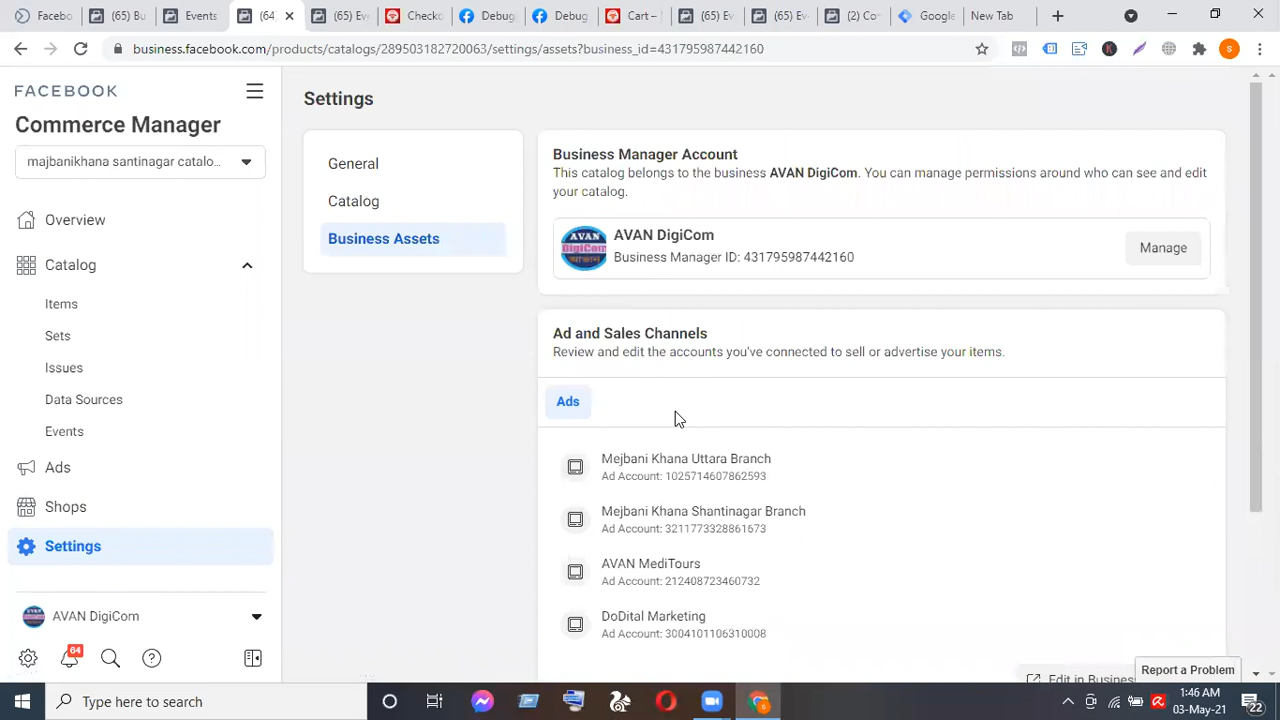 Facebo
(65) Bu
Events
(64)
(65) Eve
Checko
Debug
Debug
Cart –
(65) Ev
(65) Ev
(2) Co
Google
New Tab
business.facebook.com/products/catalogs/289503182720063/settings/assets?business_id=431795987442160
FACEBOOK
Commerce Manager
majbanikhana santinagar catalo...
Overview
Catalog
Items
Sets
Issues
Data Sources
Events
Ads
Shops
Settings
AVAN DigiCom
64
Settings
General
Catalog
Business Assets
Business Manager Account
This catalog belongs to the business AVAN DigiCom. You can manage permissions around who can see and edit
your catalog.
AVAN
DigiCom
AVAN DigiCom
Business Manager ID: 431795987442160
Manage
Ad and Sales Channels
Review and edit the accounts you've connected to sell or advertise your items.
Ads
Mejbani Khana Uttara Branch
Ad Account: 1025714607862593
Mejbani Khana Shantinagar Branch
Ad Account: 3211773328861673
AVAN MediTours
Ad Account: 212408723460732
DoDital Marketing
Ad Account: 3004101106310008
Edit in Business
Report a Problem
Type here to search
1:46 AM
03-May-21
22